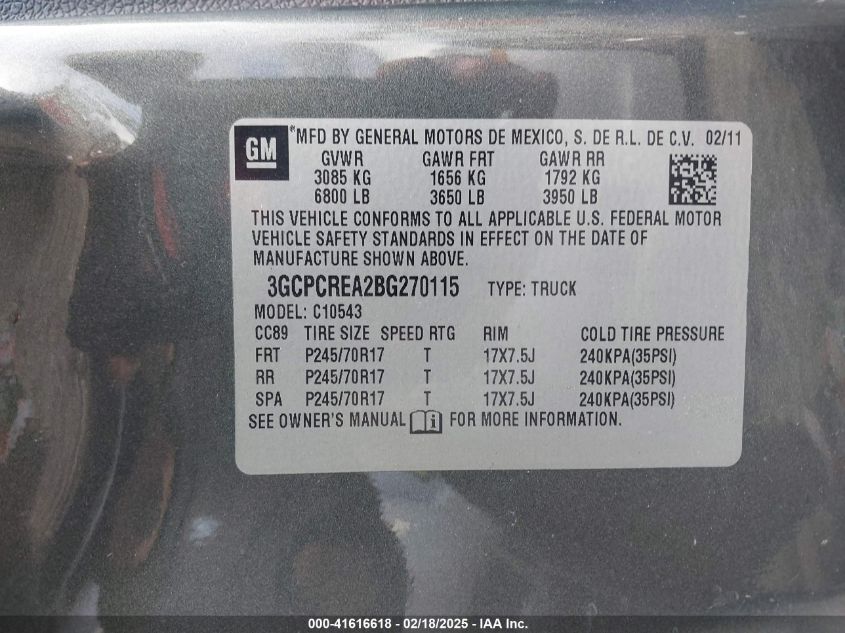 GM *MFD BY GENERAL MOTORS DE MEXICO, S. DE R.L. DE C.V. 02/11
GVWR GAWR FRT GAWR RR
3085 KG 1656 KG 1792 KG
6800 LB 3650 LB 3950 LB
THIS VEHICLE CONFORMS TO ALL APPLICABLE U.S. FEDERAL MOTOR
VEHICLE SAFETY STANDARDS IN EFFECT ON THE DATE OF
MANUFACTURE SHOWN ABOVE.
3GCPCREA2BG270115 TYPE: TRUCK
MODEL: C10543
CC89 TIRE SIZE SPEED RTG RIM COLD TIRE PRESSURE
FRT P245/70R17 T 17X7.5J 240KPA(35PSI)
RR P245/70R17 T 17X7.5J 240KPA(35PSI)
SPA P245/70R17 T 17X7.5J 240KPA(35PSI)
SEE OWNER'S MANUAL FOR MORE INFORMATION.
000-41616618 - 02/18/2025 - IAA Inc.